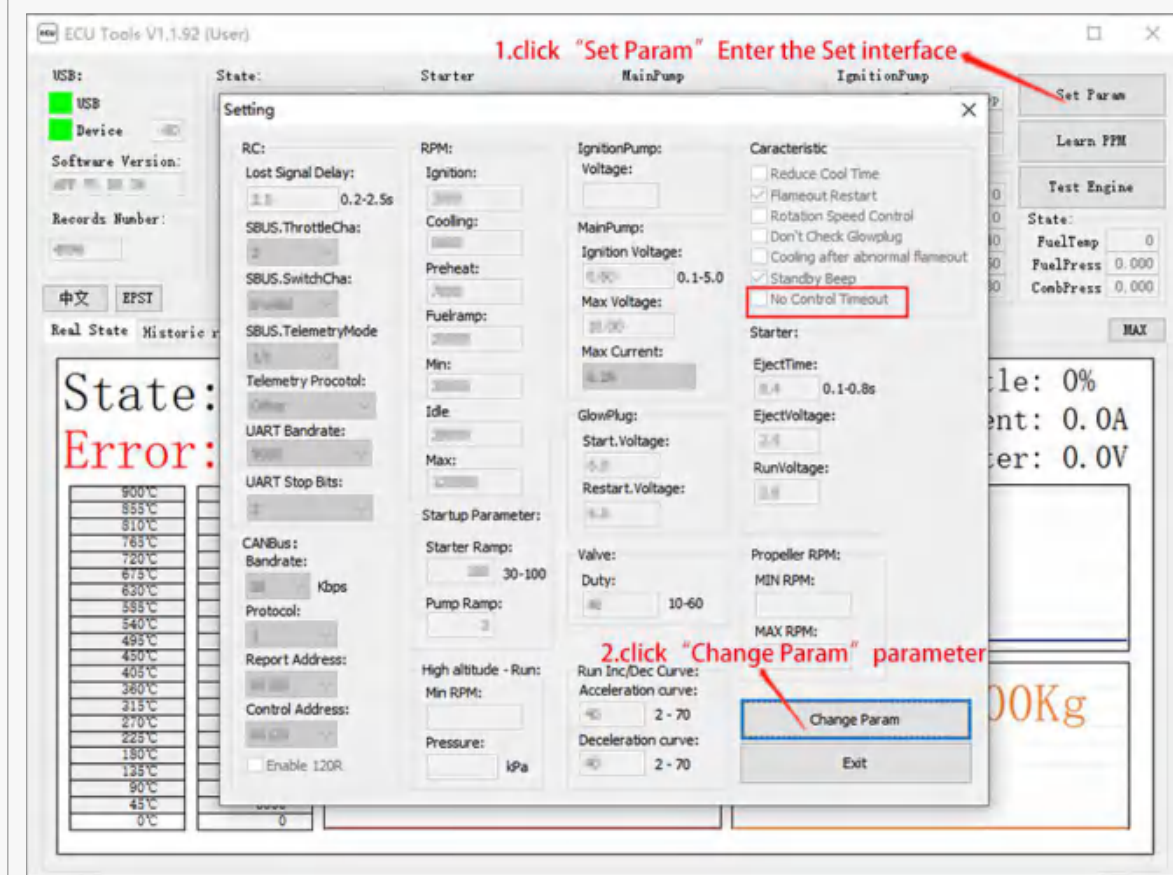 ECU Tools V1.1.92 (User)
1.click “Set Param” Enter the Set interface
USB:
State:
Starter
MainPump
IgnitionPump
USB
Device
Set Param
Software Version:
Learn PPM
Records Number:
Test Engine
State:
FuelTemp 0
FuelPress 0.000
CombPress 0.000
中文 EPST
Real State Historic r
MAX
State:
Error:
tle: 0%
ent: 0.0A
ter: 0.0V
00Kg
900℃
855℃
810℃
765℃
720℃
675℃
630℃
585℃
540℃
495℃
450℃
405℃
360℃
315℃
270℃
225℃
180℃
135℃
90℃
45℃
0℃ 0
Setting
RC:
Lost Signal Delay:
0.2-2.5s
SBUS.ThrottleCha:
SBUS.SwitchCha:
SBUS.TelemetryMode
Telemetry Procotol:
UART Bandrate:
UART Stop Bits:
CANBus:
Bandrate:
Kbps
Protocol:
Report Address:
Control Address:
Enable 120R
RPM:
Ignition:
Cooling:
Preheat:
Fuelramp:
Min:
Idle
Max:
Startup Parameter:
Starter Ramp:
30-100
Pump Ramp:
High altitude - Run:
Min RPM:
Pressure:
kPa
IgnitionPump:
Voltage:
MainPump:
Ignition Voltage:
0.1-5.0
Max Voltage:
Max Current:
GlowPlug:
Start.Voltage:
Restart.Voltage:
Valve:
Duty:
10-60
Run Inc/Dec Curve:
Acceleration curve:
2 - 70
Deceleration curve:
2 - 70
Caracteristic
Reduce Cool Time
Flameout Restart
Rotation Speed Control
Don't Check Glowplug
Cooling after abnormal flameout
Standby Beep
No Control Timeout
Starter:
EjectTime:
0.1-0.8s
EjectVoltage:
RunVoltage:
Propeller RPM:
MIN RPM:
MAX RPM:
2.click “Change Param” parameter
Change Param
Exit